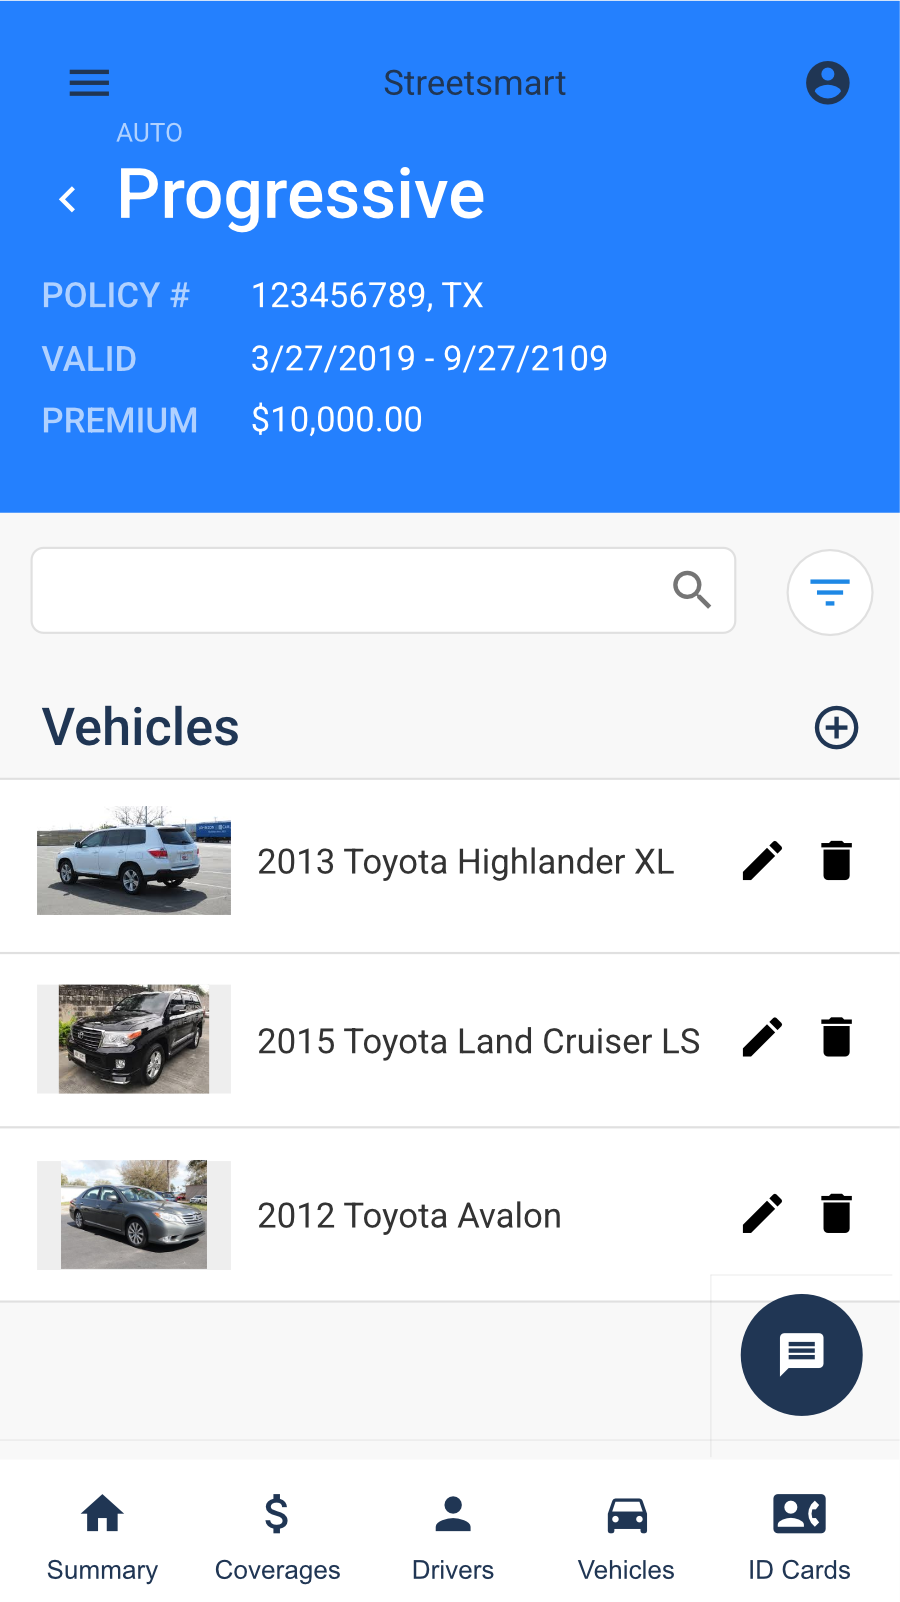 Streetsmart
AUTO
Progressive
POLICY # 123456789, TX
VALID 3/27/2019 - 9/27/2109
PREMIUM $10,000.00
Vehicles
2013 Toyota Highlander XL
2015 Toyota Land Cruiser LS
2012 Toyota Avalon
Summary Coverages Drivers Vehicles ID Cards